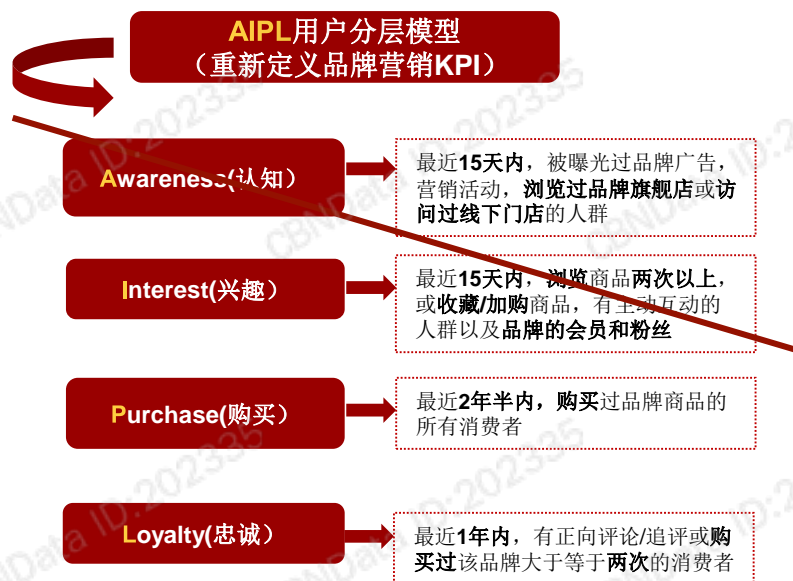 AIPL用户分层模型
（重新定义品牌营销KPI）
Awareness(认知）
最近15天内，被曝光过品牌广告，
营销活动，浏览过品牌旗舰店或访
问过线下门店的人群
Interest(兴趣）
最近15天内，浏览商品两次以上，
或收藏/加购商品，有主动互动的
人群以及品牌的会员和粉丝
Purchase(购买）
最近2年半内，购买过品牌商品的
所有消费者
Loyalty(忠诚）
最近1年内，有正向评论/追评或购
买过该品牌大于等于两次的消费者
CBNData ID:202335